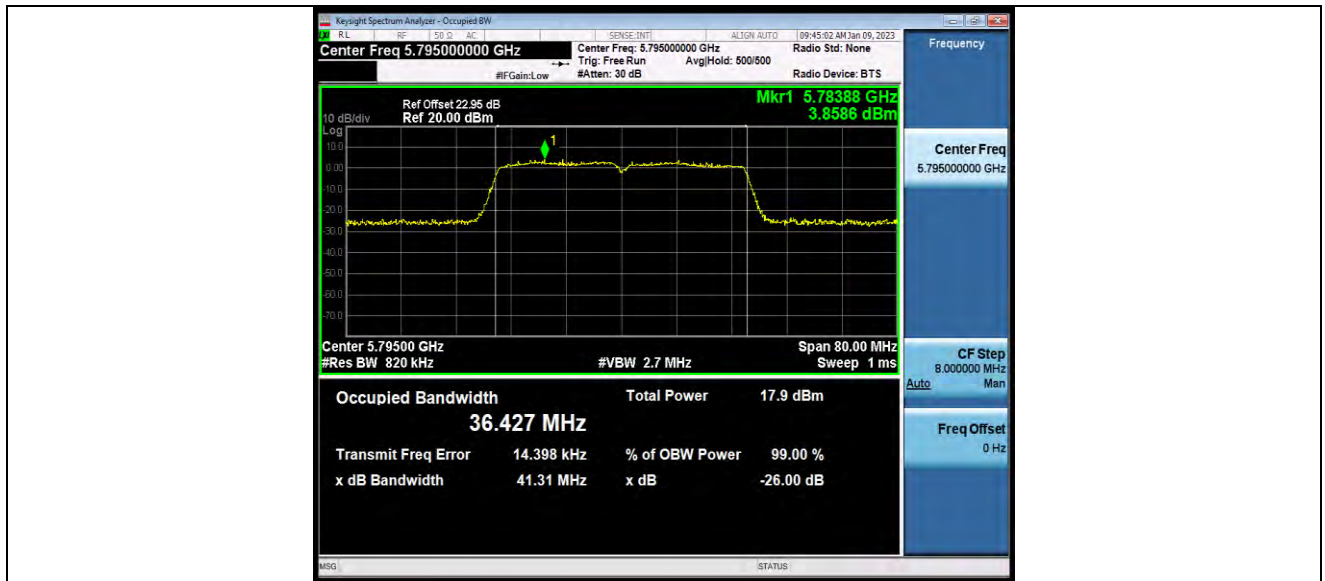 Keysight Spectrum Analyzer - Occupied BW
RL RF 50 Ω AC SENSE:INT ALIGN AUTO 09:45:02 AM Jan 09, 2023
Center Freq 5.795000000 GHz
Center Freq: 5.795000000 GHz Radio Std: None
Trig: Free Run Avg|Hold: 500/500
#IFGain:Low #Atten: 30 dB Radio Device: BTS
Frequency
Mkr1 5.78388 GHz
3.8586 dBm
Ref Offset 22.95 dB
10 dB/div Ref 20.00 dBm
Log
10.0
0.00
-10.0
-20.0
-30.0
-40.0
-50.0
-60.0
-70.0
1
Center 5.79500 GHz Span 80.00 MHz
#Res BW 820 kHz #VBW 2.7 MHz Sweep 1 ms
Occupied Bandwidth Total Power 17.9 dBm
36.427 MHz
Transmit Freq Error 14.398 kHz % of OBW Power 99.00 %
x dB Bandwidth 41.31 MHz x dB -26.00 dB
Center Freq
5.795000000 GHz
CF Step
8.000000 MHz
Auto Man
Freq Offset
0 Hz
MSG STATUS